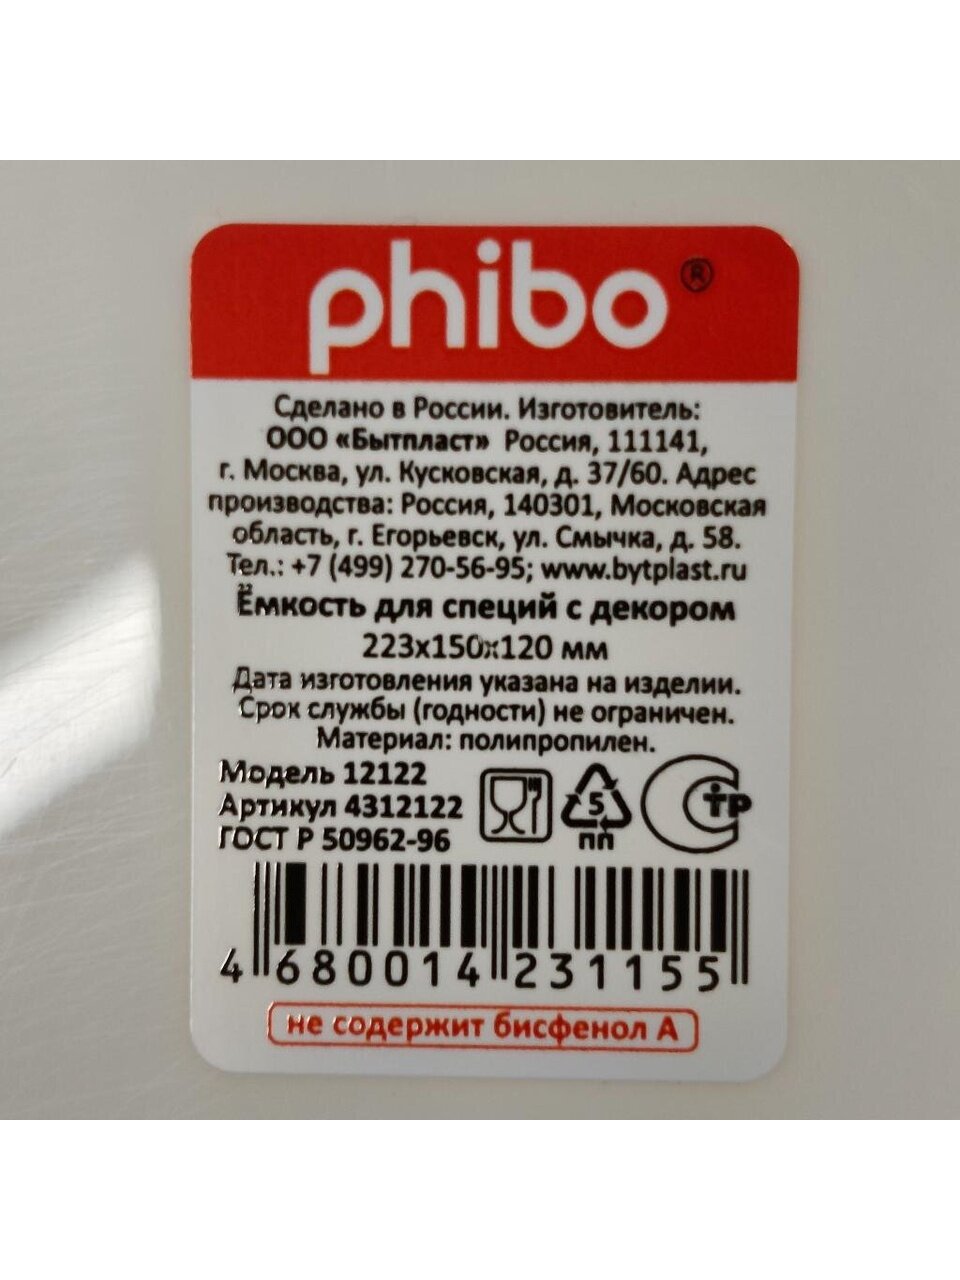 phibo ®
Сделано в России. Изготовитель:
ООО «Бытпласт» Россия, 111141,
г. Москва, ул. Кусковская, д. 37/60. Адрес
производства: Россия, 140301, Московская
область, г. Егорьевск, ул. Смычка, д. 58.
Тел.: +7 (499) 270-56-95; www.bytplast.ru
Ёмкость для специй с декором
223х150х120 мм
Дата изготовления указана на изделии.
Срок службы (годности) не ограничен.
Материал: полипропилен.
Модель 12122
Артикул 4312122
ГОСТ Р 50962-96
5
ПП
СТР
4 680014 231155
не содержит бисфенол А